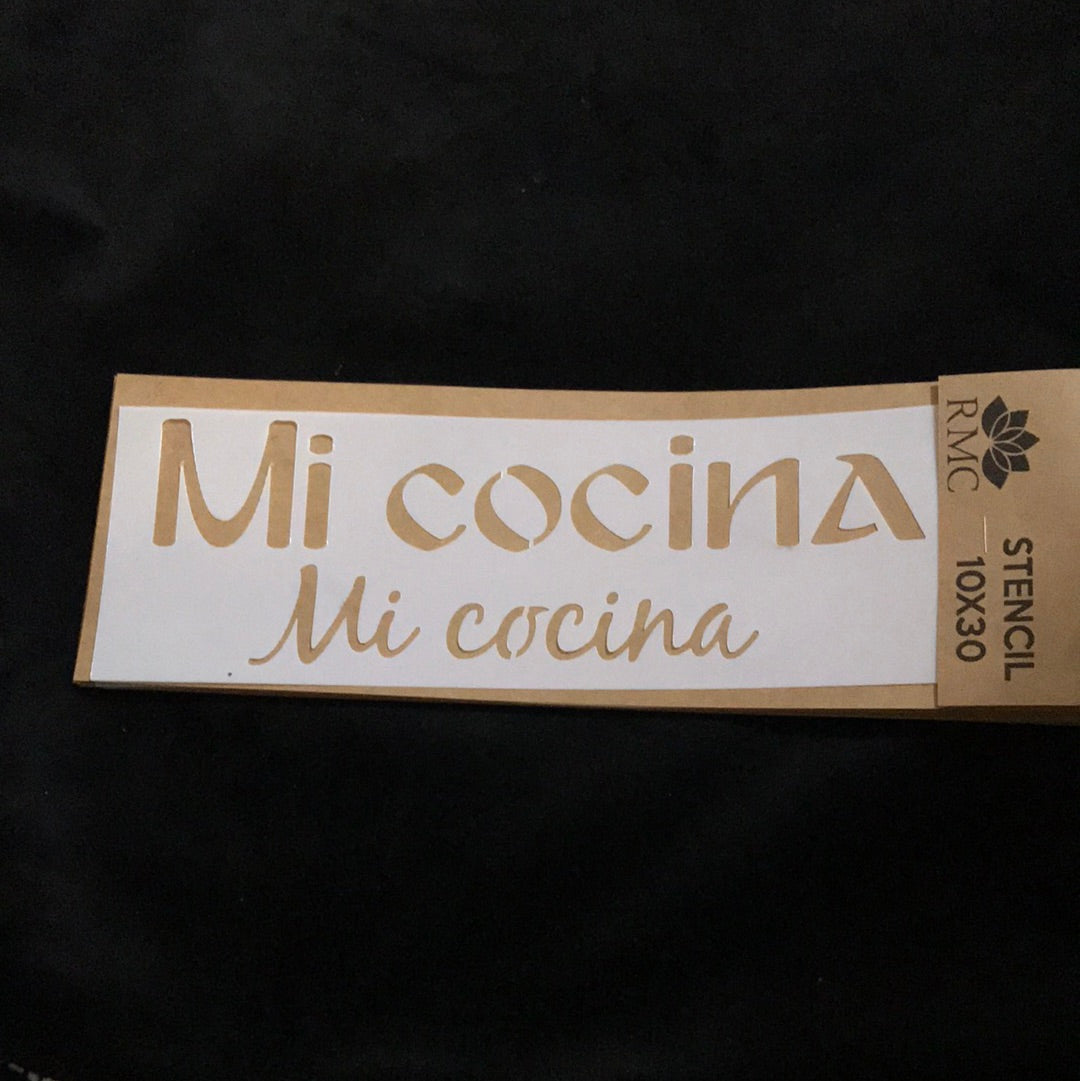 Mi cocina
Mi cocina
RMC
STENCIL
10X30